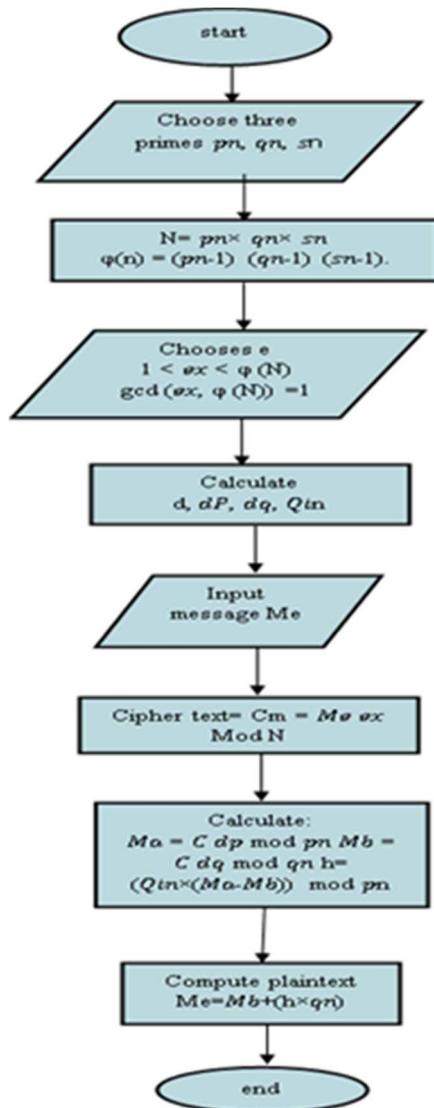 start
Choose three
primes pn, qn, sn
N= pn× qn× sn
φ(n) = (pn-1) (qn-1) (sn-1).
Chooses e
1 < ex < φ (N)
gcd (ex, φ (N)) =1
Calculate
d, dP, dq, Qin
Input
message Me
Cipher text= Cm = Me ex
Mod N
Calculate:
Ma = C dp mod pn Mb =
C dq mod qn h=
(Qin×(Ma-Mb)) mod pn
Compute plaintext
Me=Mb+(h×qn)
end